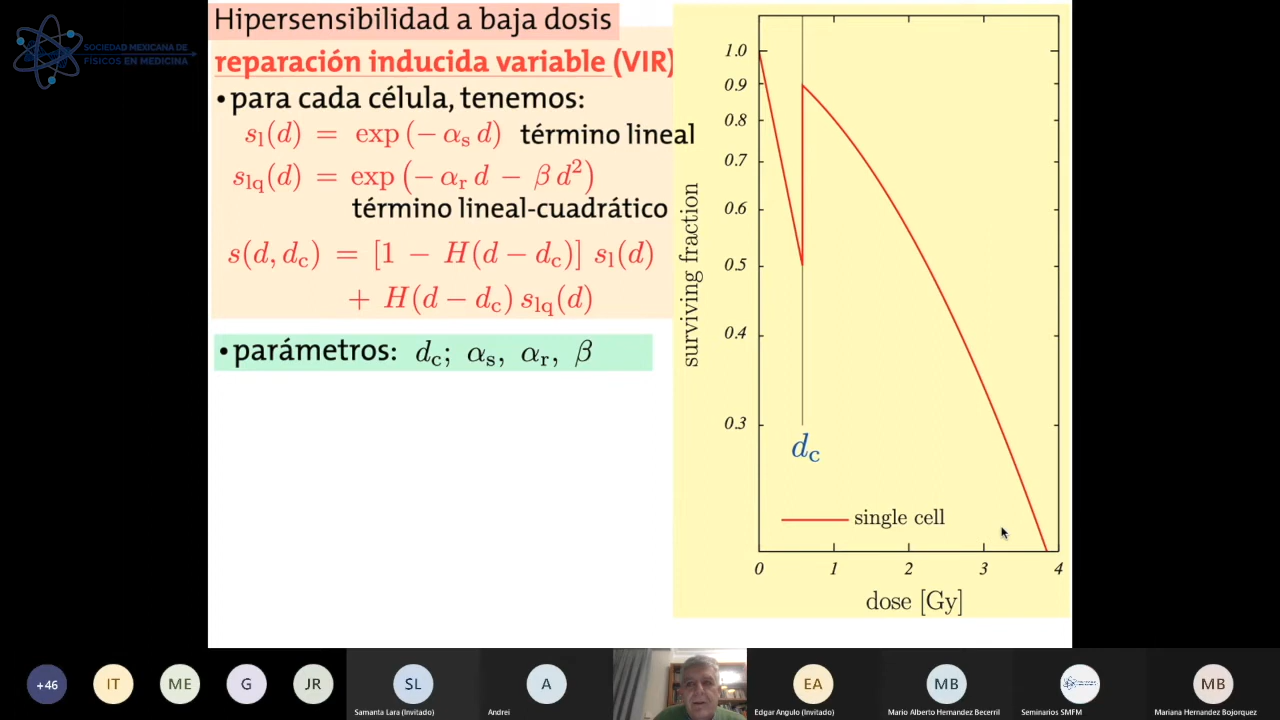 SOCIEDAD MEXICANA DE
FÍSICOS EN MEDICINA
Hipersensibilidad a baja dosis
reparación inducida variable (VIR)
• para cada célula, tenemos:
s_l(d) = exp(−α_s d) término lineal
s_lq(d) = exp(−α_r d − β d²)
término lineal-cuadrático
s(d, d_c) = [1 − H(d − d_c)] s_l(d)
+ H(d − d_c) s_lq(d)
• parámetros: d_c; α_s, α_r, β
surviving fraction
1.0
0.9
0.8
0.7
0.6
0.5
0.4
0.3
d_c
single cell
0 1 2 3 4
dose [Gy]
+46 IT ME G JR SL A EA MB MB
Samanta Lara (Invitado) Andrei Edgar Angulo (Invitado) Mario Alberto Hernandez Becerril Seminarios SMFM Mariana Hernandez Bojorquez